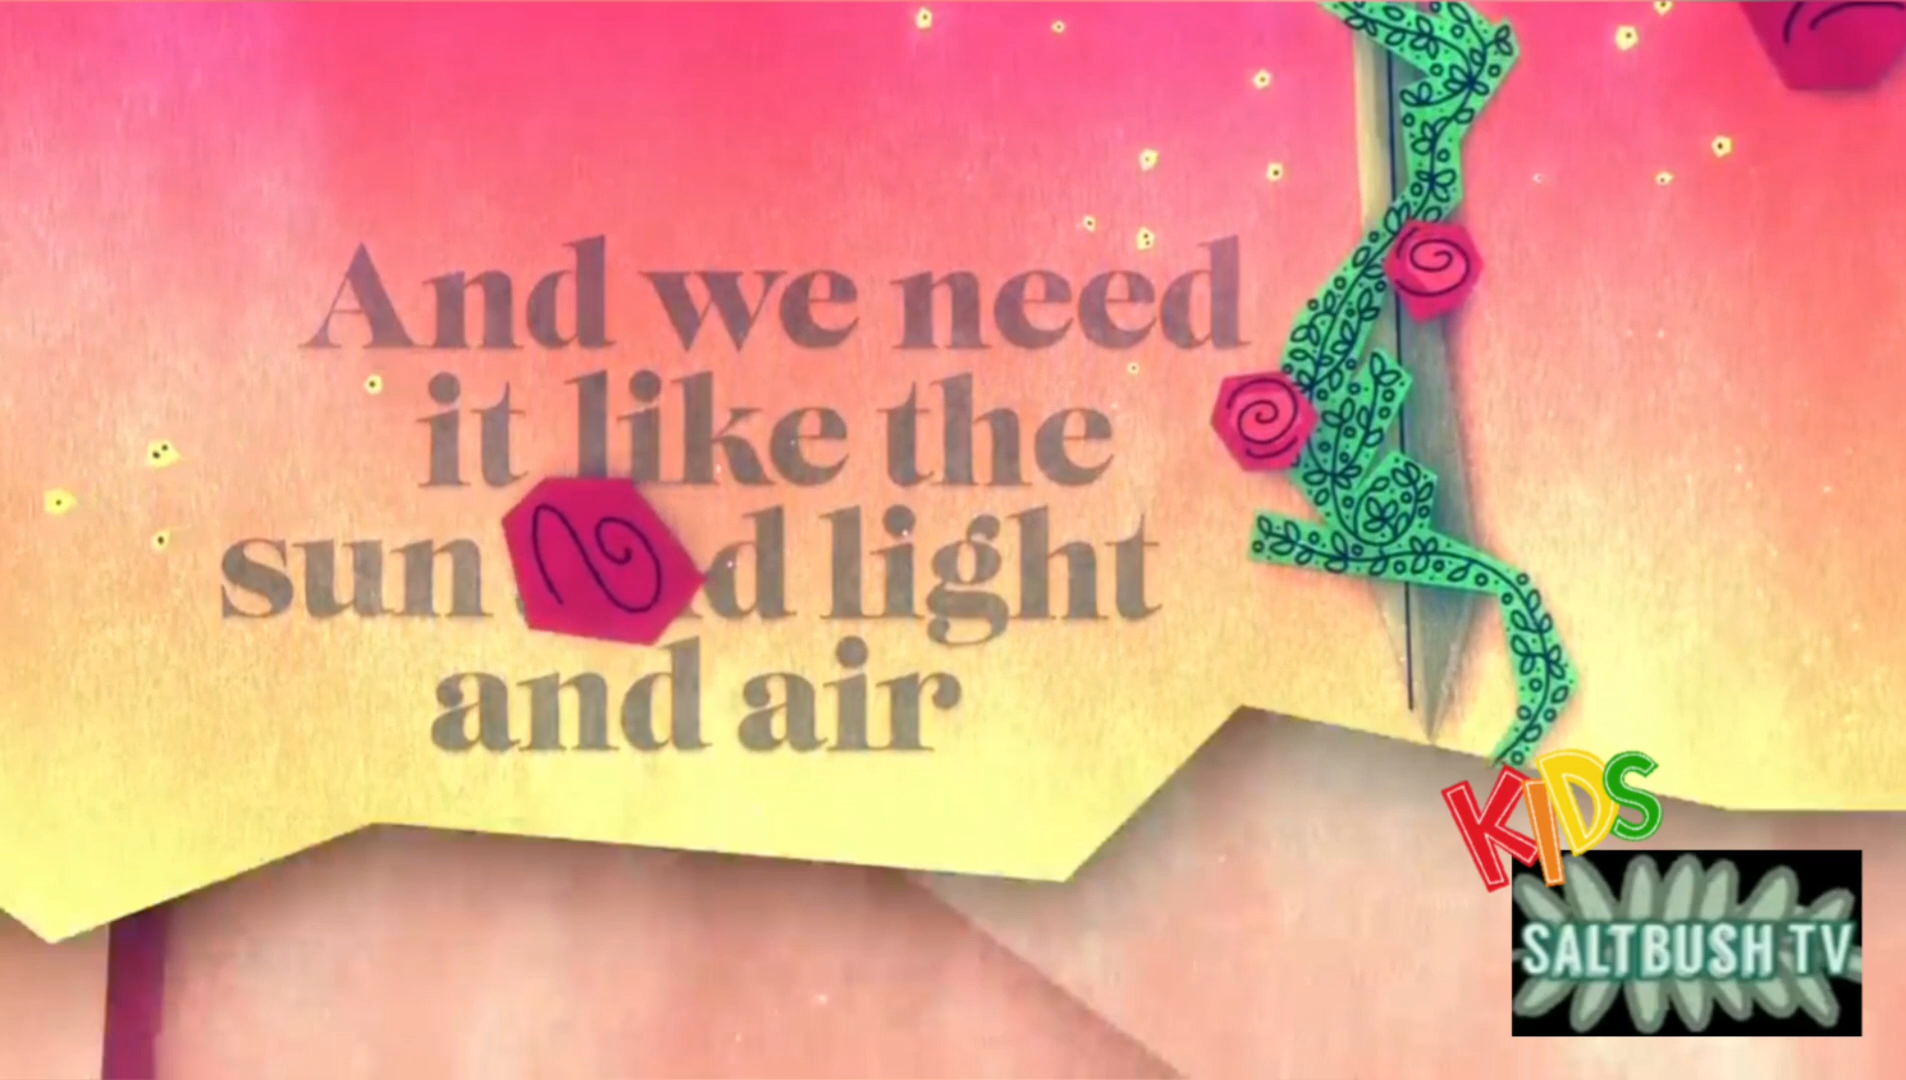 And we need
it like the
sun d light
and air
KIDS
SALTBUSH TV